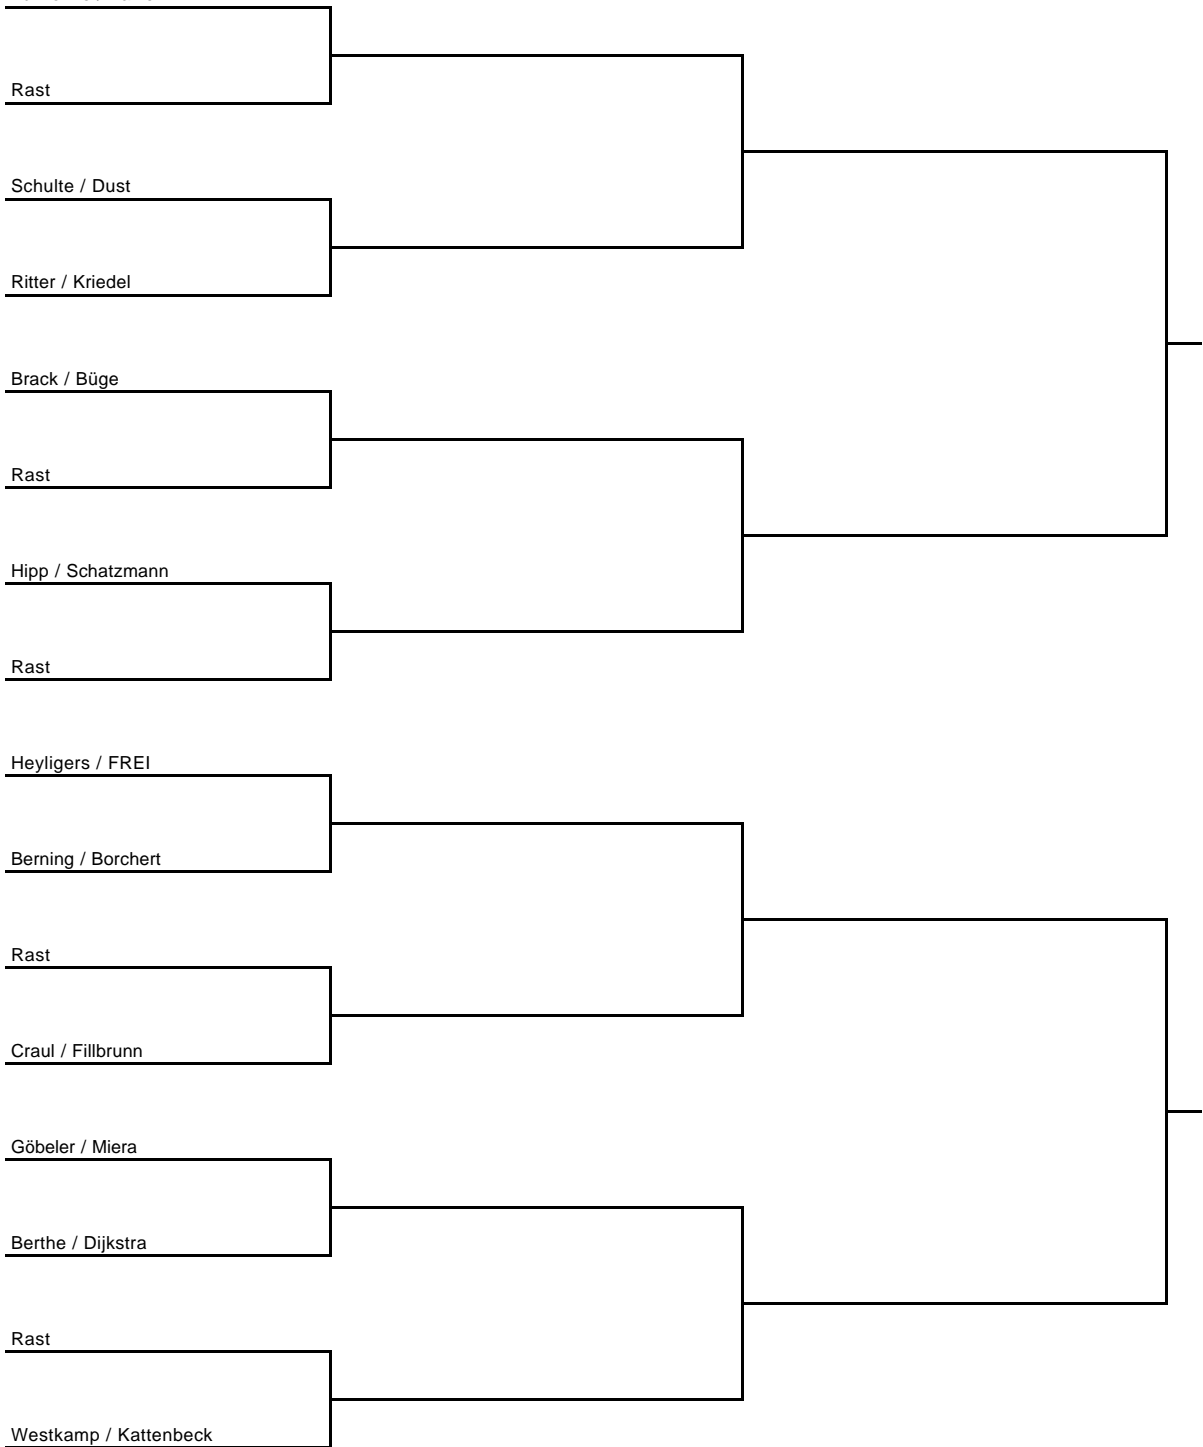 Rast
Schulte / Dust
Ritter / Kriedel
Brack / Büge
Rast
Hipp / Schatzmann
Rast
Heyligers / FREI
Berning / Borchert
Rast
Craul / Fillbrunn
Göbeler / Miera
Berthe / Dijkstra
Rast
Westkamp / Kattenbeck